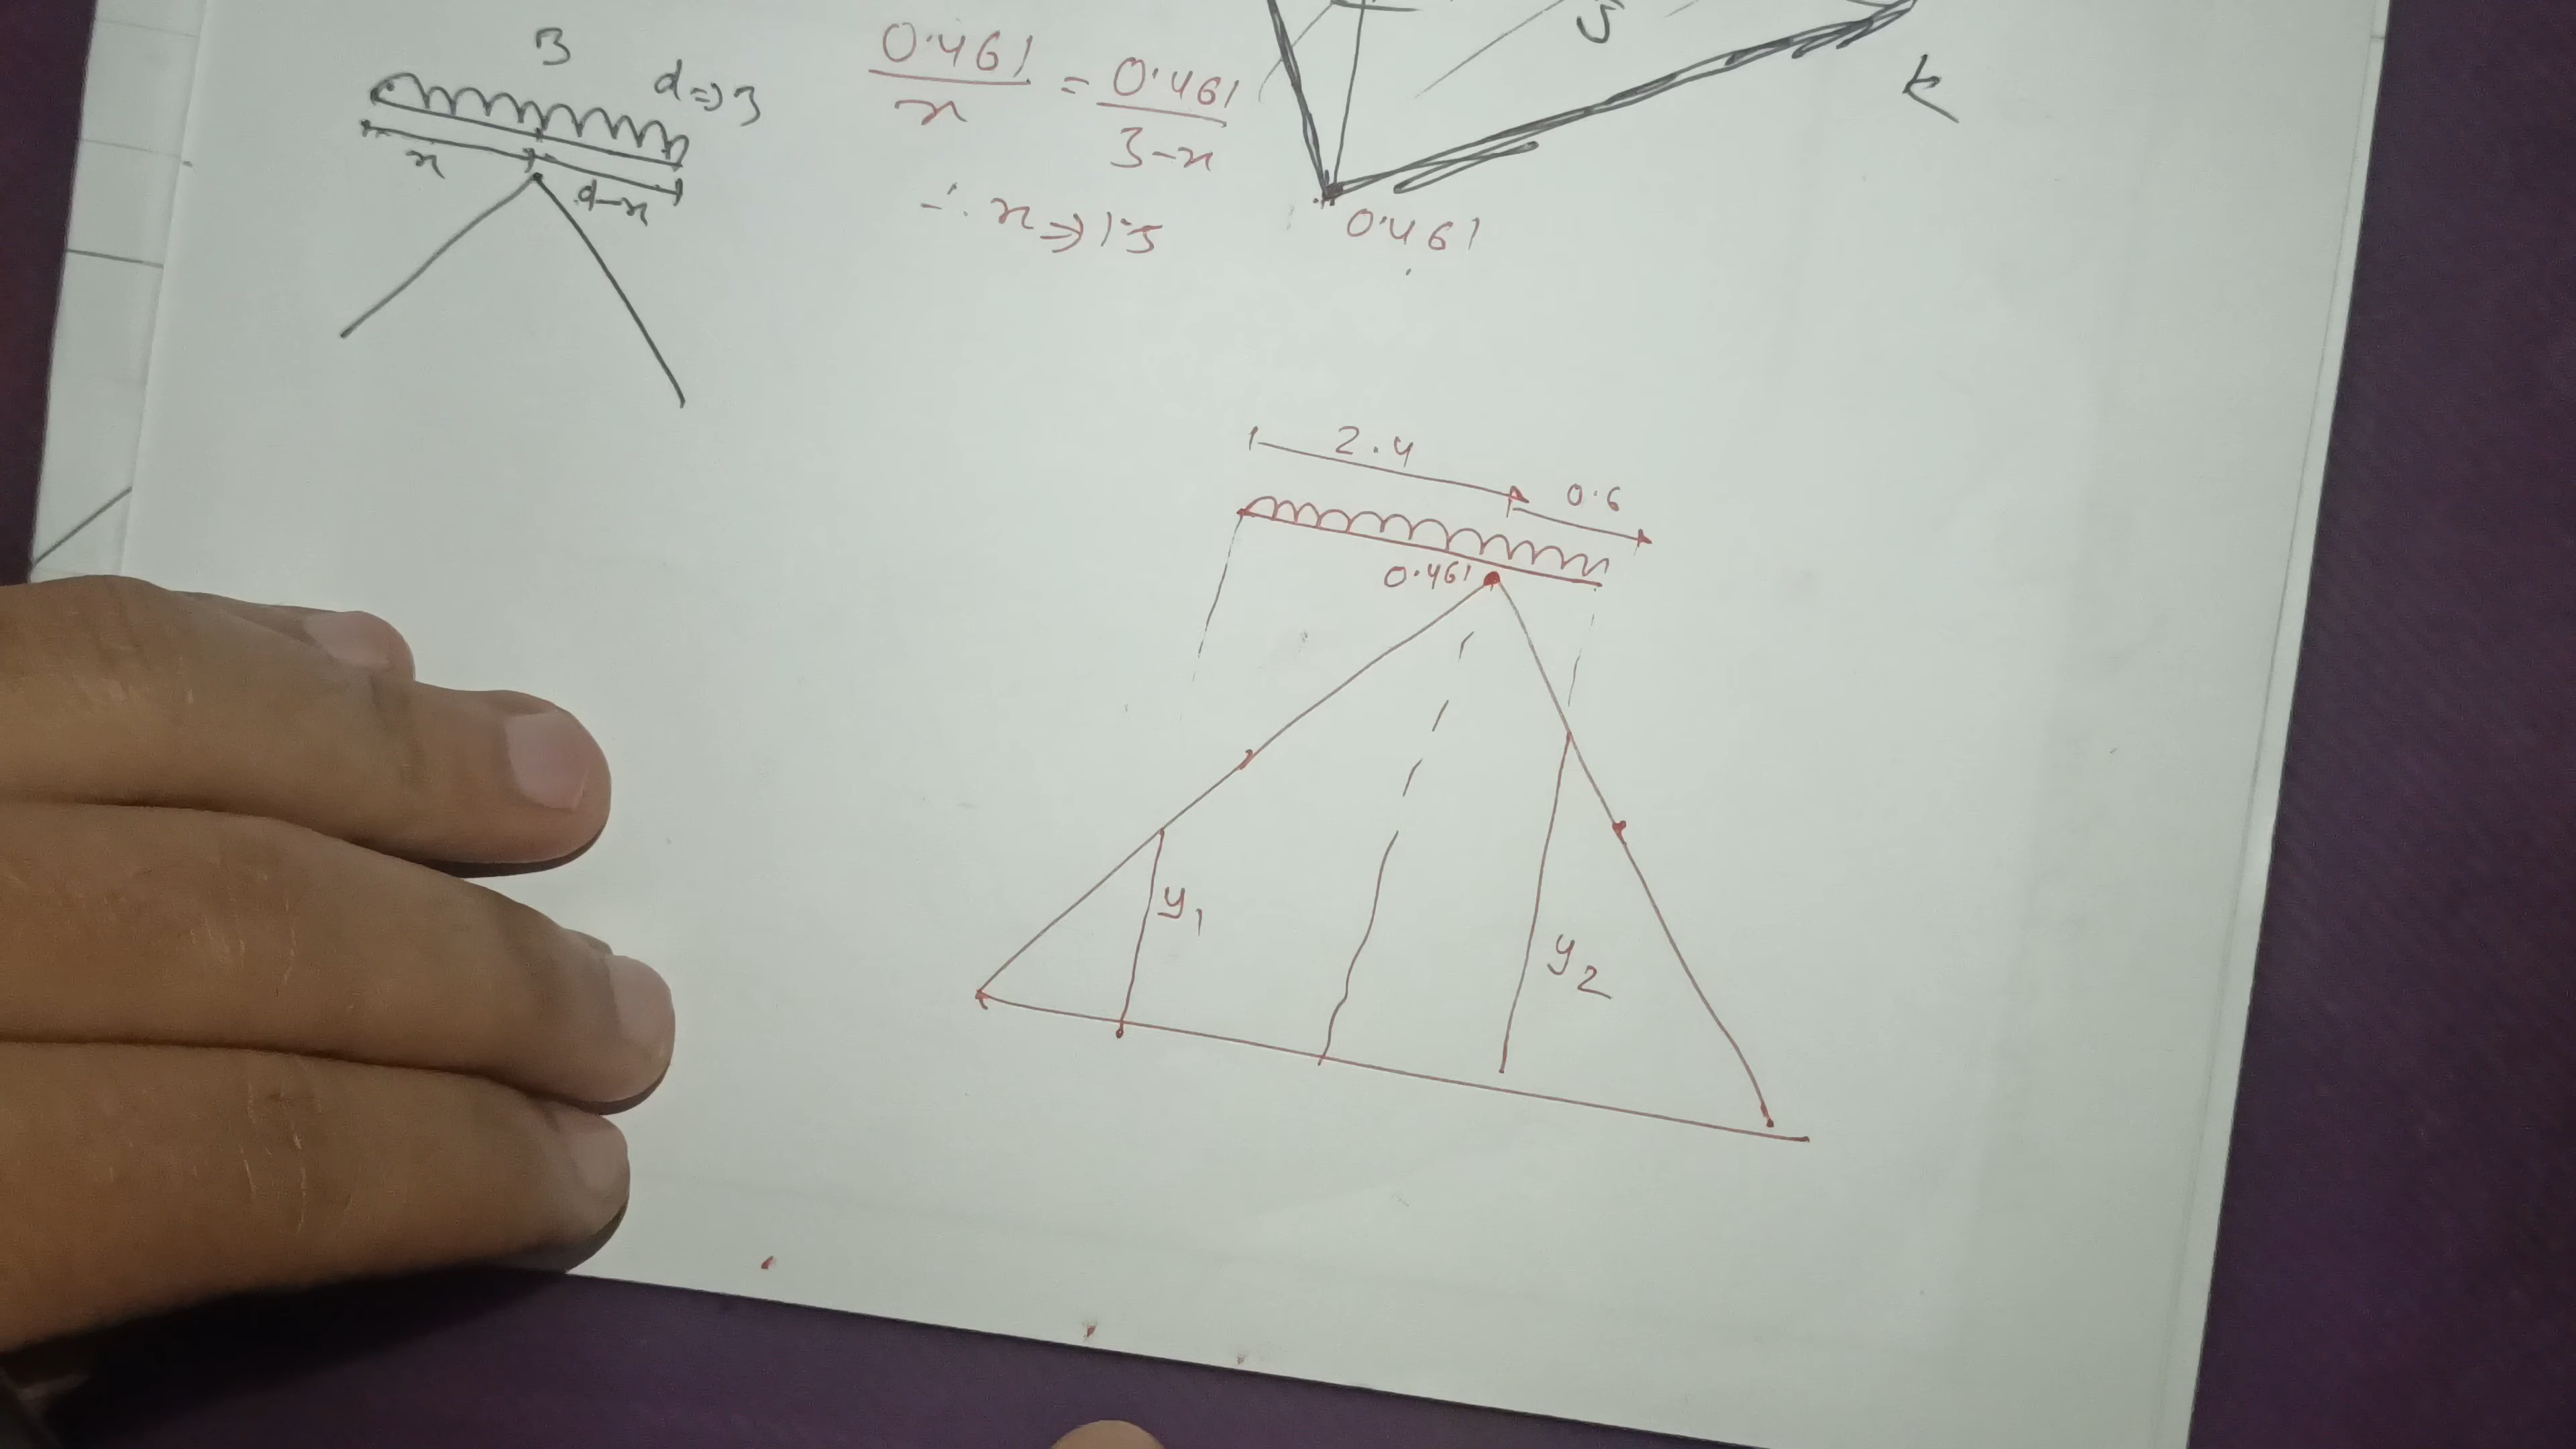 3
d⇒3
x
d-x
0.461/x = 0.461/3-x
∴ x⇒1.5
5
k
0.461
2.4
0.6
0.461
y1
y2